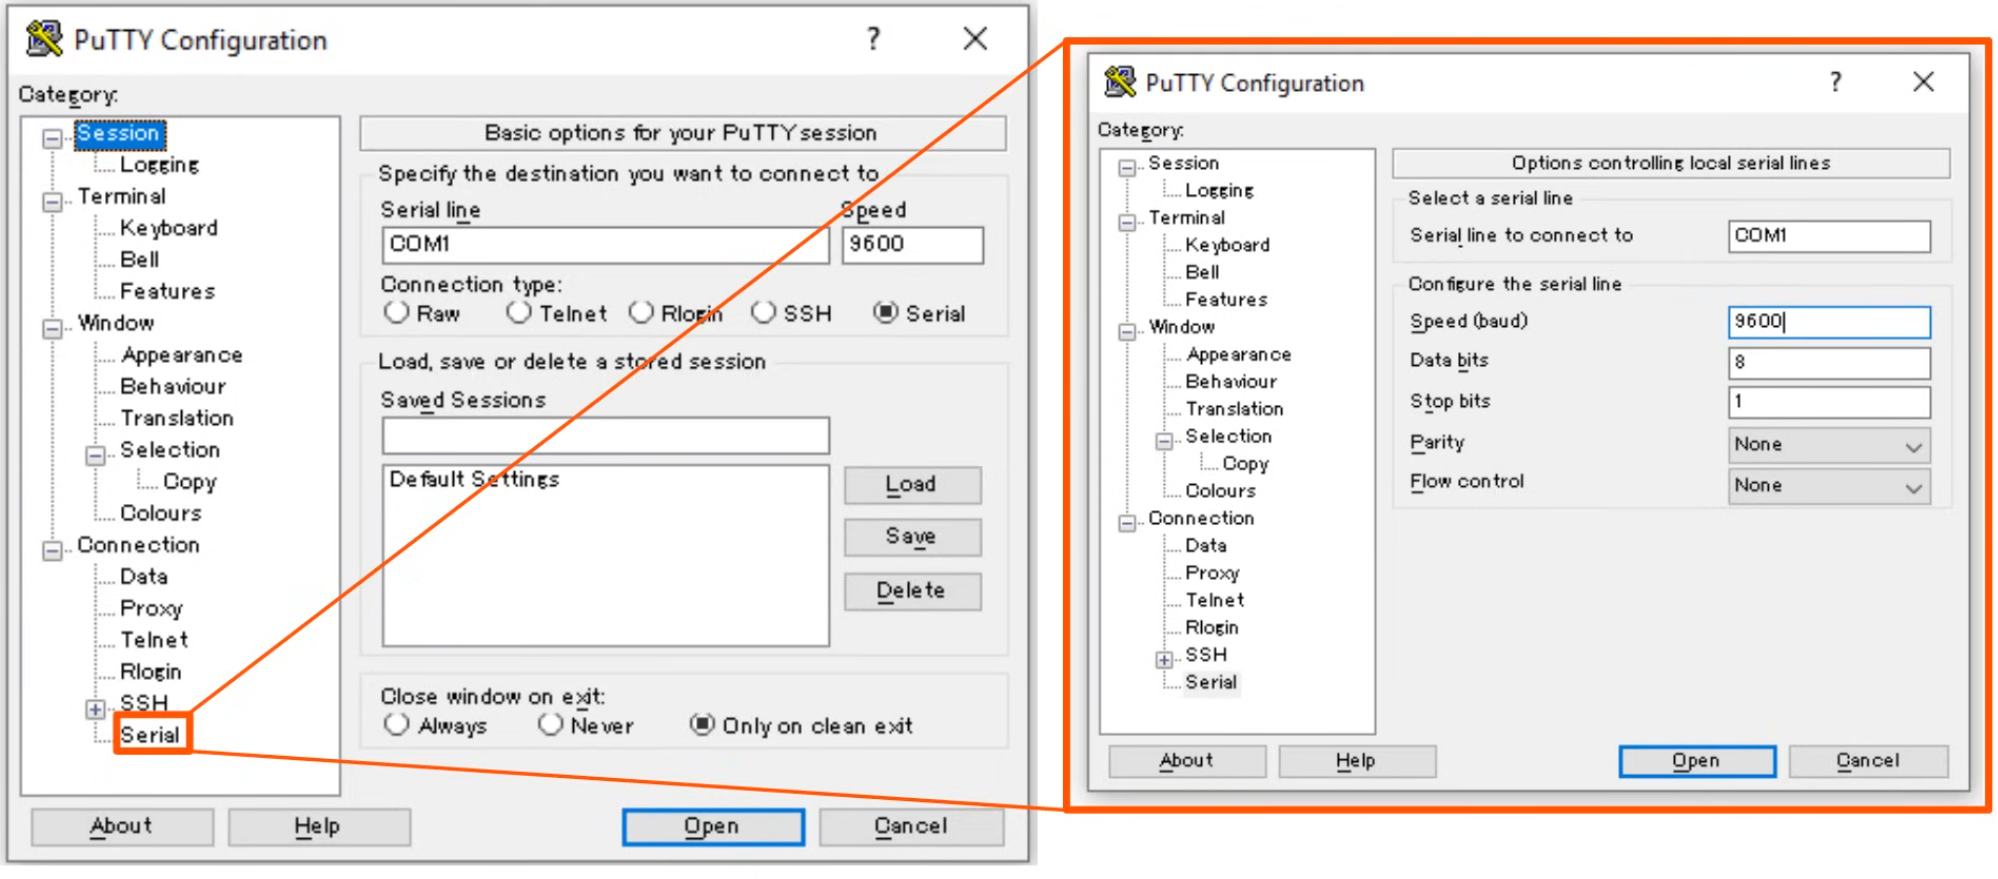 PuTTY Configuration
?
Category:
Session
Logging
Terminal
Keyboard
Bell
Features
Window
Appearance
Behaviour
Translation
Selection
Copy
Colours
Connection
Data
Proxy
Telnet
Rlogin
SSH
Serial
Basic options for your PuTTY session
Specify the destination you want to connect to
Serial line Speed
COM1 9600
Connection type:
Raw Telnet Rlogin SSH Serial
Load, save or delete a stored session
Saved Sessions
Default Settings
Load
Save
Delete
Close window on exit:
Always Never Only on clean exit
About Help Open Cancel
PuTTY Configuration
?
Category:
Session
Logging
Terminal
Keyboard
Bell
Features
Window
Appearance
Behaviour
Translation
Selection
Copy
Colours
Connection
Data
Proxy
Telnet
Rlogin
SSH
Serial
Options controlling local serial lines
Select a serial line
Serial line to connect to COM1
Configure the serial line
Speed (baud) 9600
Data bits 8
Stop bits 1
Parity None
Flow control None
About Help Open Cancel